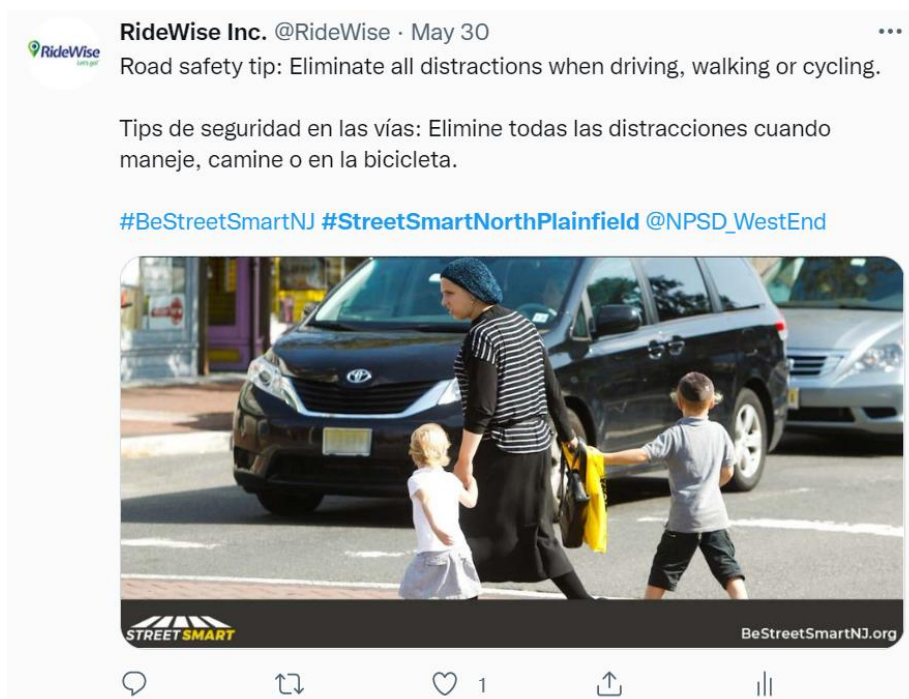 RideWise
Let's go!
RideWise Inc. @RideWise · May 30
Road safety tip: Eliminate all distractions when driving, walking or cycling.
Tips de seguridad en las vías: Elimine todas las distracciones cuando
maneje, camine o en la bicicleta.
#BeStreetSmartNJ #StreetSmartNorthPlainfield @NPSD_WestEnd
STREETSMART
BeStreetSmartNJ.org
1